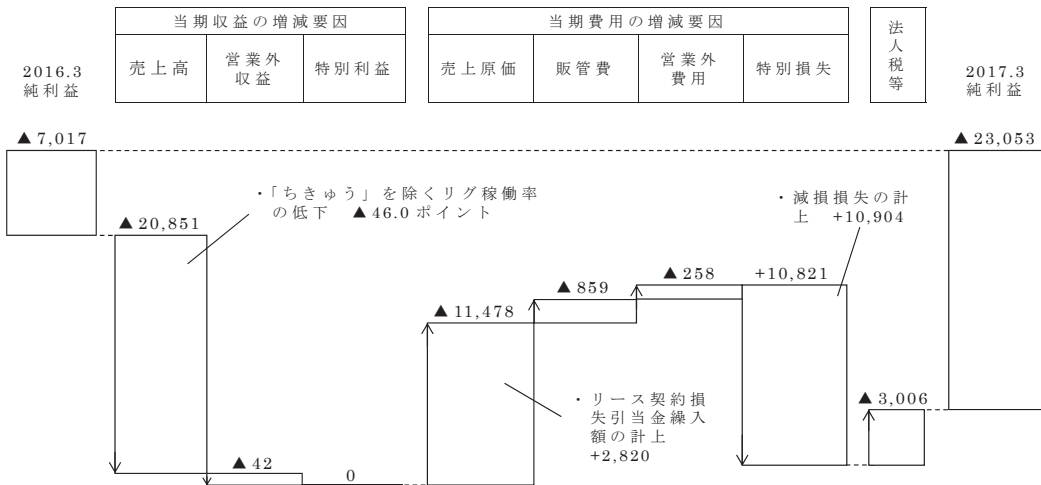 当期収益の増減要因
当期費用の増減要因
法人税等
2016.3
純利益
売上高
営業外
収益
特別利益
売上原価
販管費
営業外
費用
特別損失
2017.3
純利益
▲7,017
▲23,053
・「ちきゅう」を除くリグ稼働率
の低下 ▲46.0ポイント
・減損損失の計
上 +10,904
▲20,851
▲11,478
▲859
▲258
+10,821
・リース契約損
失引当金繰入
額の計上
+2,820
▲3,006
▲42
0